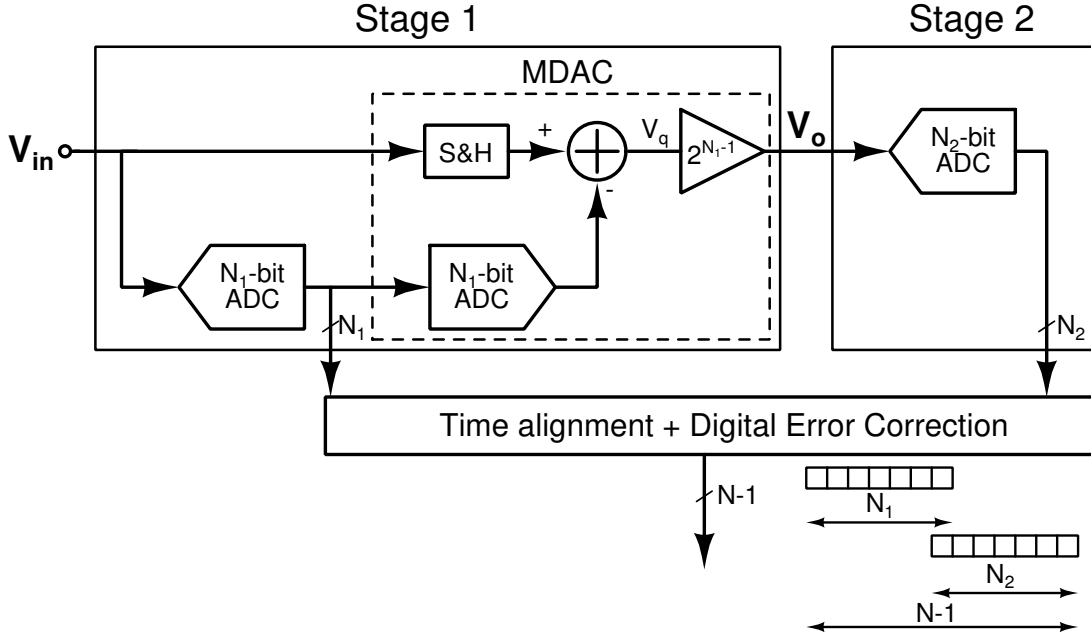 Stage 1
Stage 2
MDAC
V_in
S&H
+
-
V_q
2^{N_1-1}
V_o
N_2-bit
ADC
N_1-bit
ADC
N_1-bit
ADC
N_1
N_2
Time alignment + Digital Error Correction
N-1
N_1
N_2
N-1